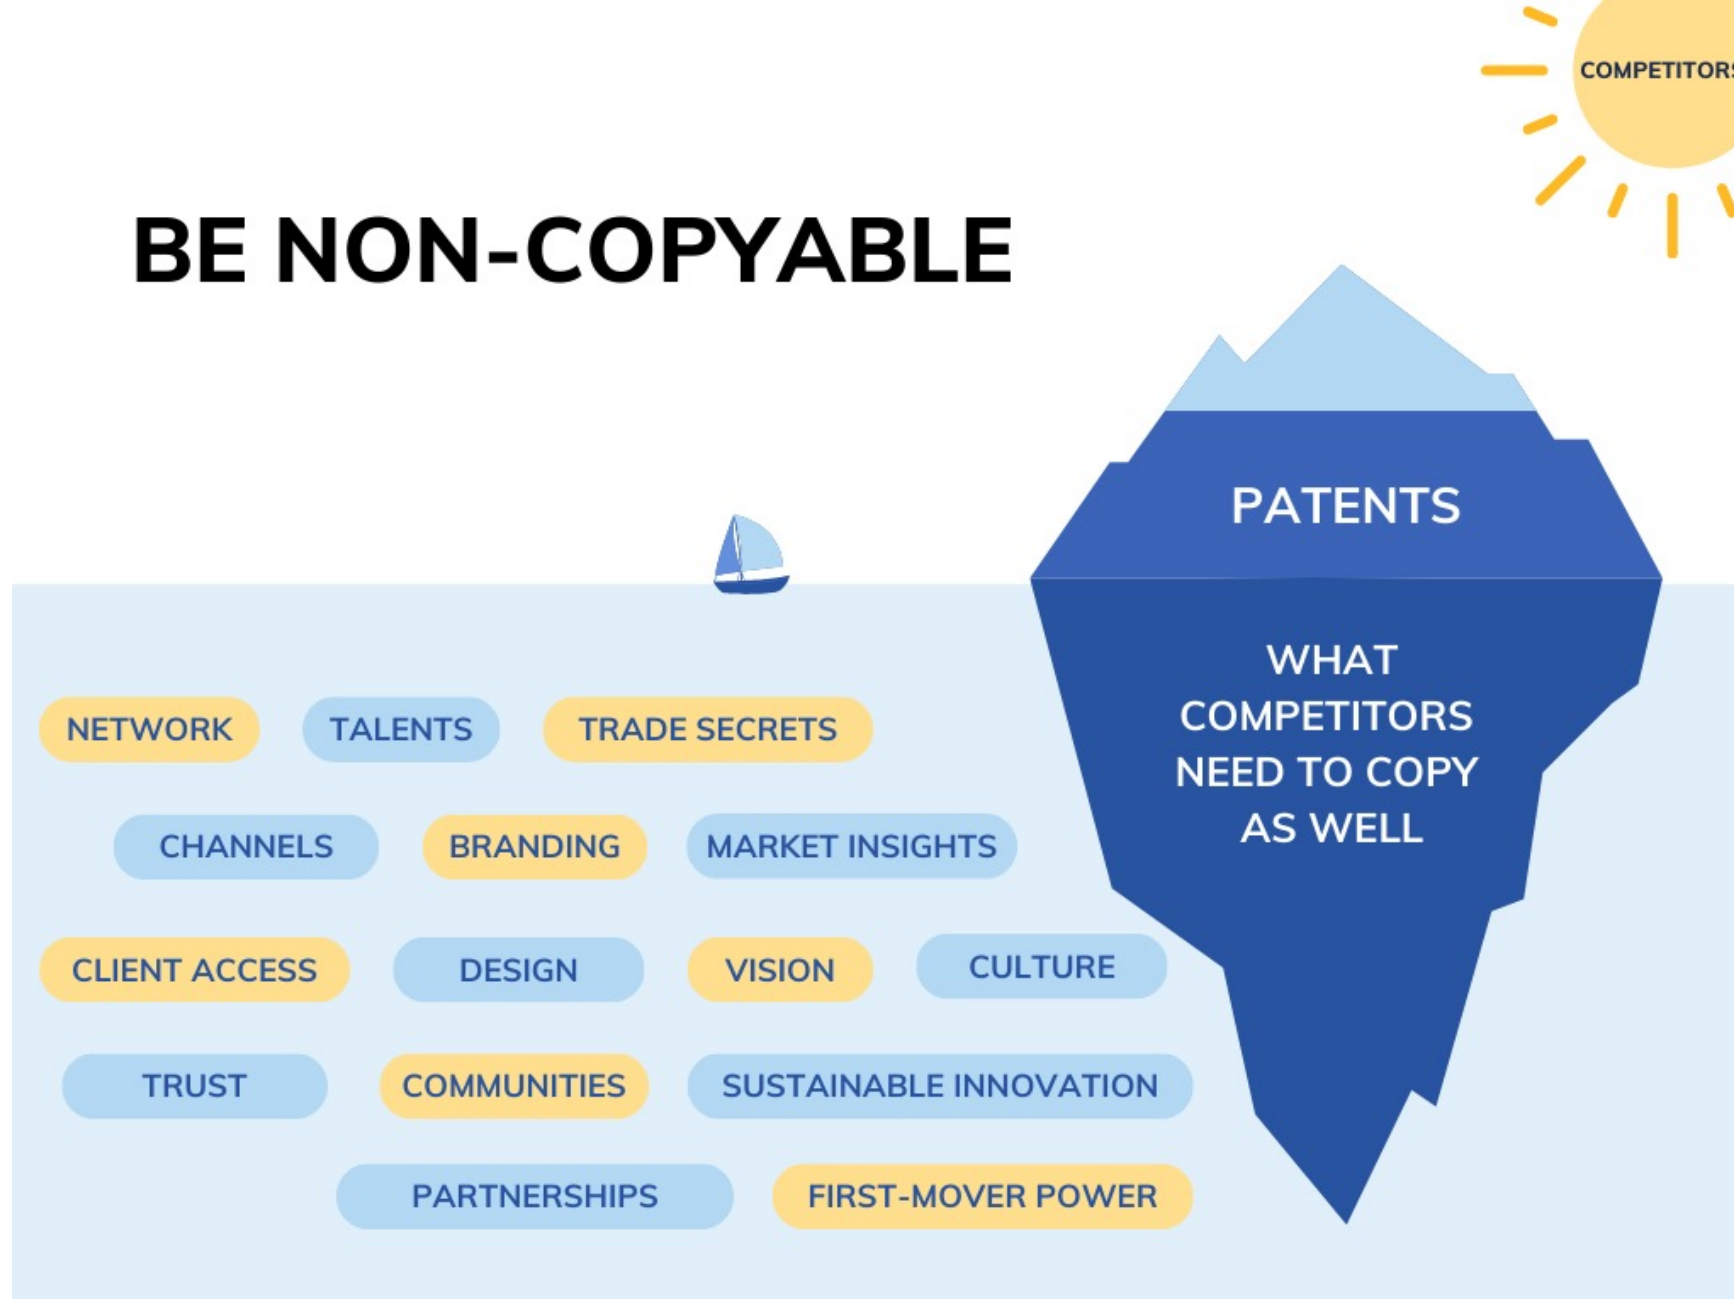 COMPETITORS
BE NON-COPYABLE
PATENTS
WHAT
COMPETITORS
NEED TO COPY
AS WELL
NETWORK
TALENTS
TRADE SECRETS
CHANNELS
BRANDING
MARKET INSIGHTS
CLIENT ACCESS
DESIGN
VISION
CULTURE
TRUST
COMMUNITIES
SUSTAINABLE INNOVATION
PARTNERSHIPS
FIRST-MOVER POWER